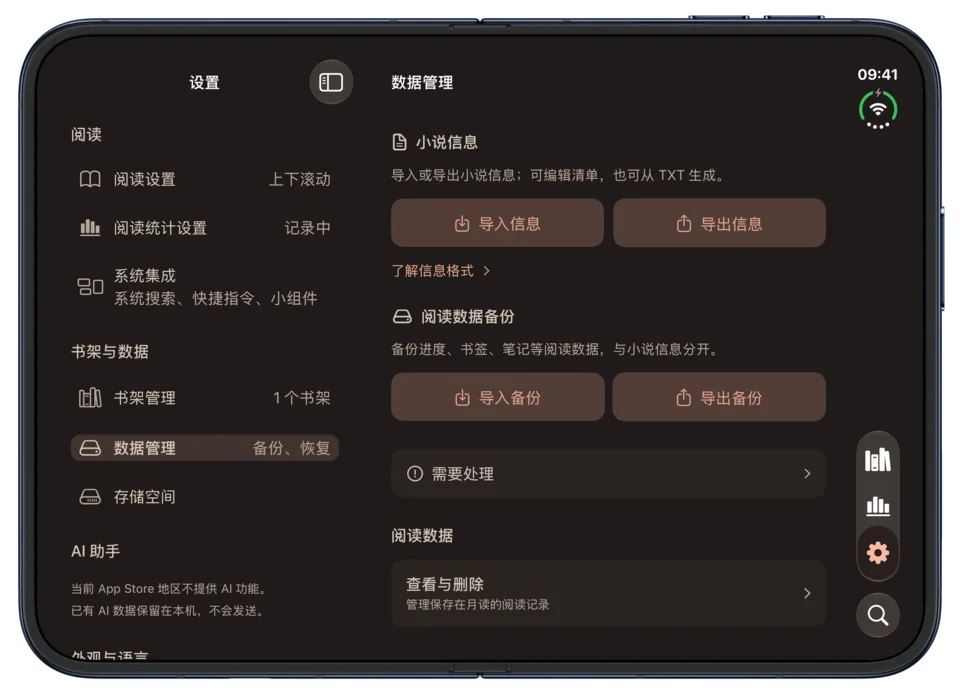 设置
阅读
阅读设置 上下滚动
阅读统计设置 记录中
系统集成
系统搜索、快捷指令、小组件
书架与数据
书架管理 1个书架
数据管理 备份、恢复
存储空间
AI 助手
当前 App Store 地区不提供 AI 功能。
已有 AI 数据保留在本机，不会发送。
外观与语言
数据管理
小说信息
导入或导出小说信息；可编辑清单，也可从 TXT 生成。
导入信息 导出信息
了解信息格式
阅读数据备份
备份进度、书签、笔记等阅读数据，与小说信息分开。
导入备份 导出备份
需要处理
阅读数据
查看与删除
管理保存在月读的阅读记录
09:41